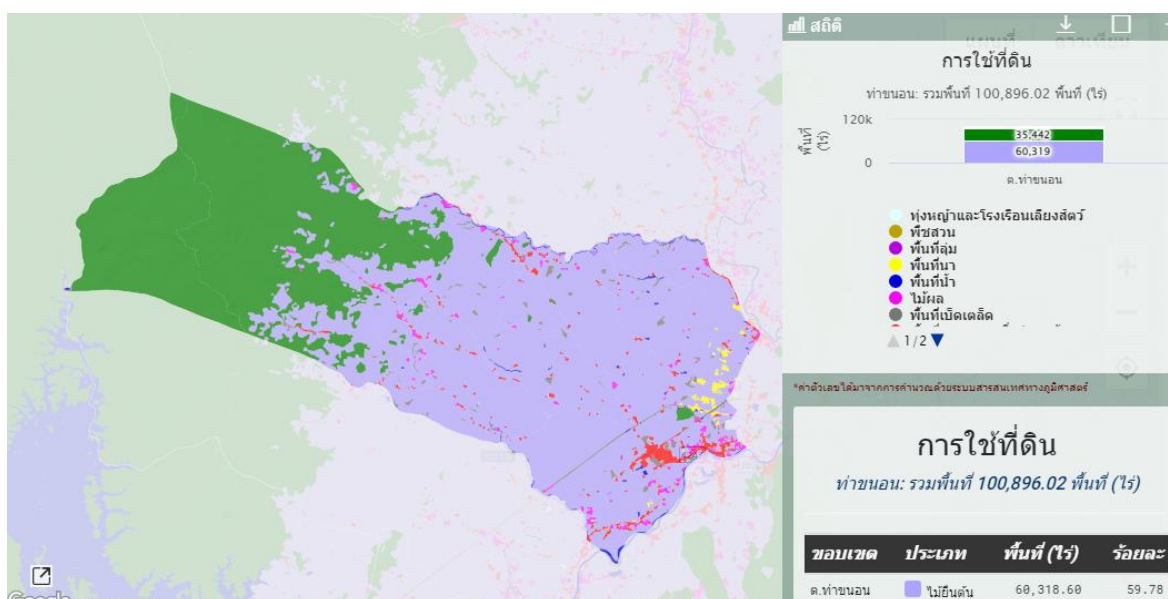 สถิติ
การใช้ที่ดิน
ท่าขนอน: รวมพื้นที่ 100,896.02 พื้นที่ (ไร่)
120k
พื้นที่
(ไร่)
35,442
60,319
0
ต.ท่าขนอน
ทุ่งหญ้าและโรงเรือนเลี้ยงสัตว์
พืชสวน
พื้นที่ลุ่ม
พื้นที่นา
พื้นที่น้ำ
ไม้ผล
พื้นที่เบ็ดเตล็ด
1/2
*ค่าตัวเลขได้มาจากการคำนวณด้วยระบบสารสนเทศทางภูมิศาสตร์
การใช้ที่ดิน
ท่าขนอน: รวมพื้นที่ 100,896.02 พื้นที่ (ไร่)
ขอบเขต ประเภท พื้นที่ (ไร่) ร้อยละ
ต.ท่าขนอน ไม้ยืนต้น 60,318.60 59.78
Google